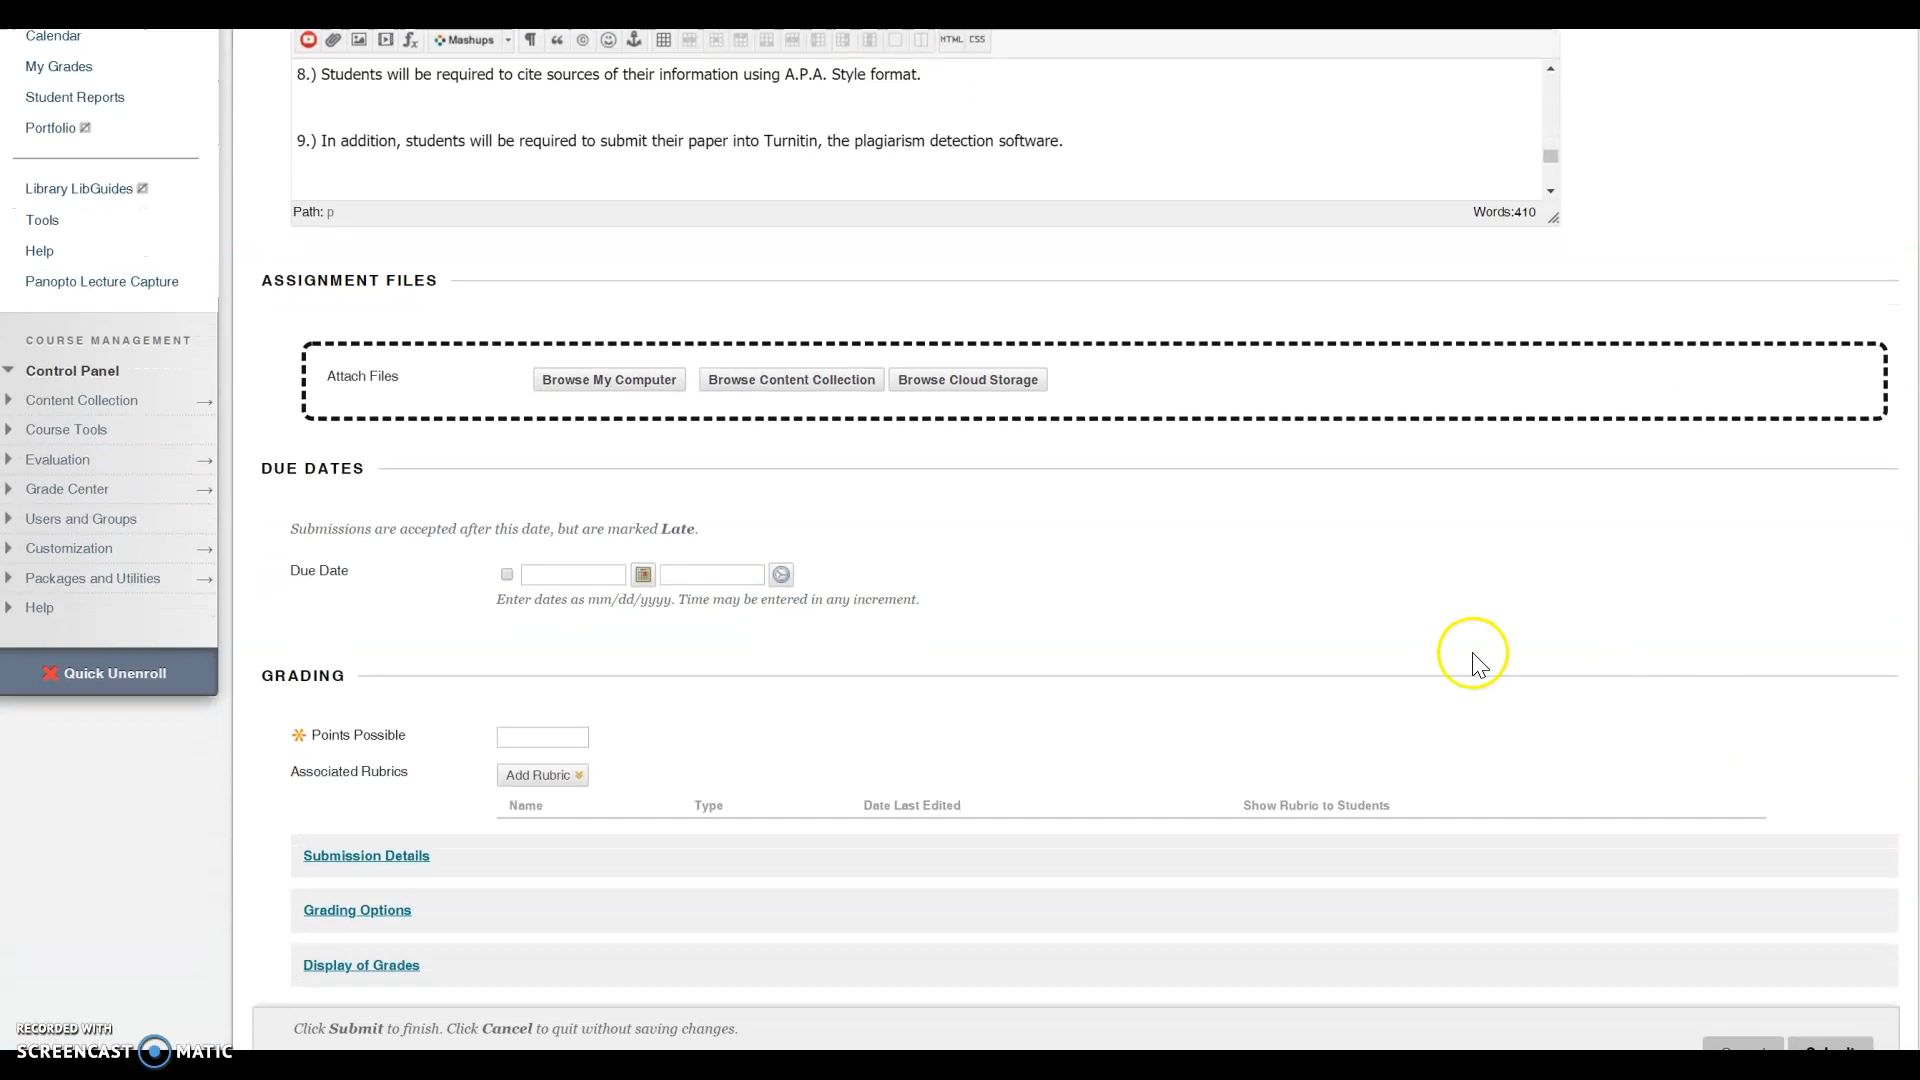 Calendar
My Grades
Student Reports
Portfolio
Library LibGuides
Tools
Help
Panopto Lecture Capture
COURSE MANAGEMENT
Control Panel
Content Collection
Course Tools
Evaluation
Grade Center
Users and Groups
Customization
Packages and Utilities
Help
Quick Unenroll
Mashups
HTML CSS
8.) Students will be required to cite sources of their information using A.P.A. Style format.
9.) In addition, students will be required to submit their paper into Turnitin, the plagiarism detection software.
Path: p
Words:410
ASSIGNMENT FILES
Attach Files
Browse My Computer
Browse Content Collection
Browse Cloud Storage
DUE DATES
Submissions are accepted after this date, but are marked Late.
Due Date
Enter dates as mm/dd/yyyy. Time may be entered in any increment.
GRADING
Points Possible
Associated Rubrics
Add Rubric
Name Type Date Last Edited Show Rubric to Students
Submission Details
Grading Options
Display of Grades
Click Submit to finish. Click Cancel to quit without saving changes.
RECORDED WITH
SCREENCAST MATIC